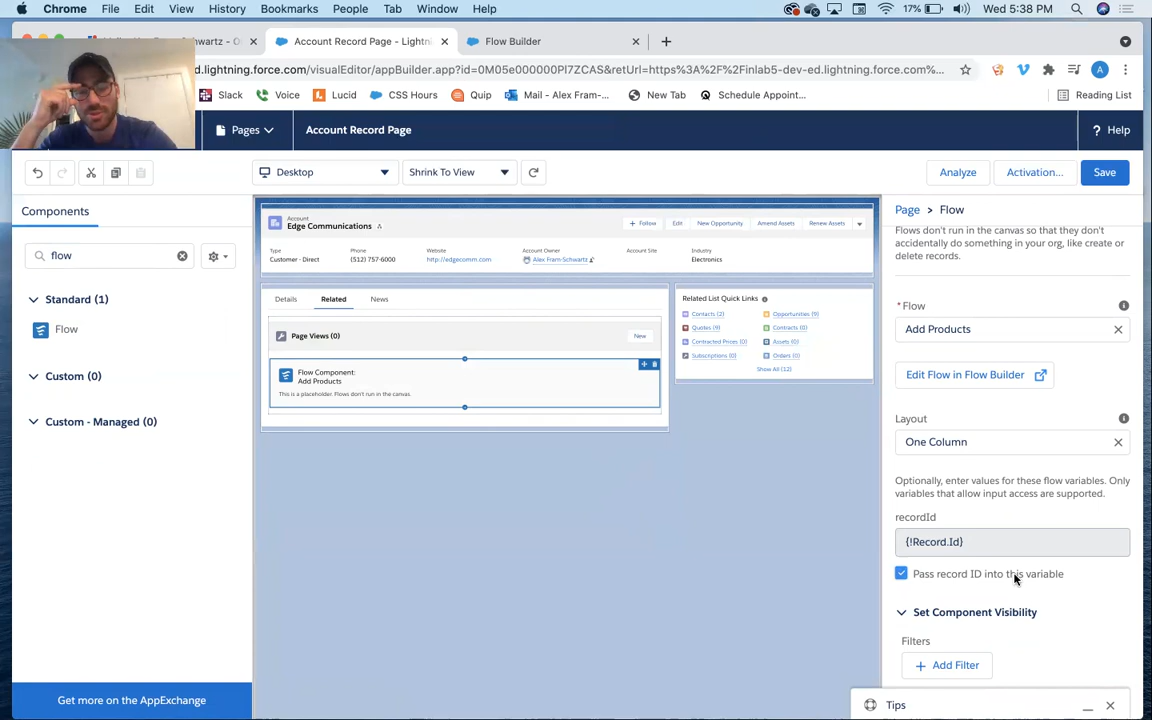 Chrome File Edit View History Bookmarks People Tab Window Help 17% Wed 5:38 PM
wartz - O Account Record Page - Lightni Flow Builder
ed.lightning.force.com/visualEditor/appBuilder.app?id=0M05e000000PI7ZCAS&retUrl=https%3A%2F%2Finlab5-dev-ed.lightning.force.com%... A
Slack Voice Lucid CSS Hours Quip Mail - Alex Fram-... New Tab Schedule Appoint... Reading List
Pages Account Record Page ? Help
Desktop Shrink To View Analyze Activation... Save
Components
flow
Standard (1)
Flow
Custom (0)
Custom - Managed (0)
Get more on the AppExchange
Account
Edge Communications
+ Follow Edit New Opportunity Amend Assets Renew Assets
Type Phone Website Account Owner Account Site Industry
Customer - Direct (512) 757-6000 http://edgecomm.com Alex Fram-Schwartz Electronics
Details Related News
Page Views (0) New
Flow Component:
Add Products
This is a placeholder. Flows don't run in the canvas.
Related List Quick Links
Contacts (2) Opportunities (9)
Quotes (9) Contracts (0)
Contracted Prices (0) Assets (0)
Subscriptions (0) Orders (0)
Show All (12)
Page > Flow
Flows don't run in the canvas so that they don't
accidentally do something in your org, like create or
delete records.
* Flow
Add Products
Edit Flow in Flow Builder
Layout
One Column
Optionally, enter values for these flow variables. Only
variables that allow input access are supported.
recordId
{!Record.Id}
Pass record ID into this variable
Set Component Visibility
Filters
+ Add Filter
Tips